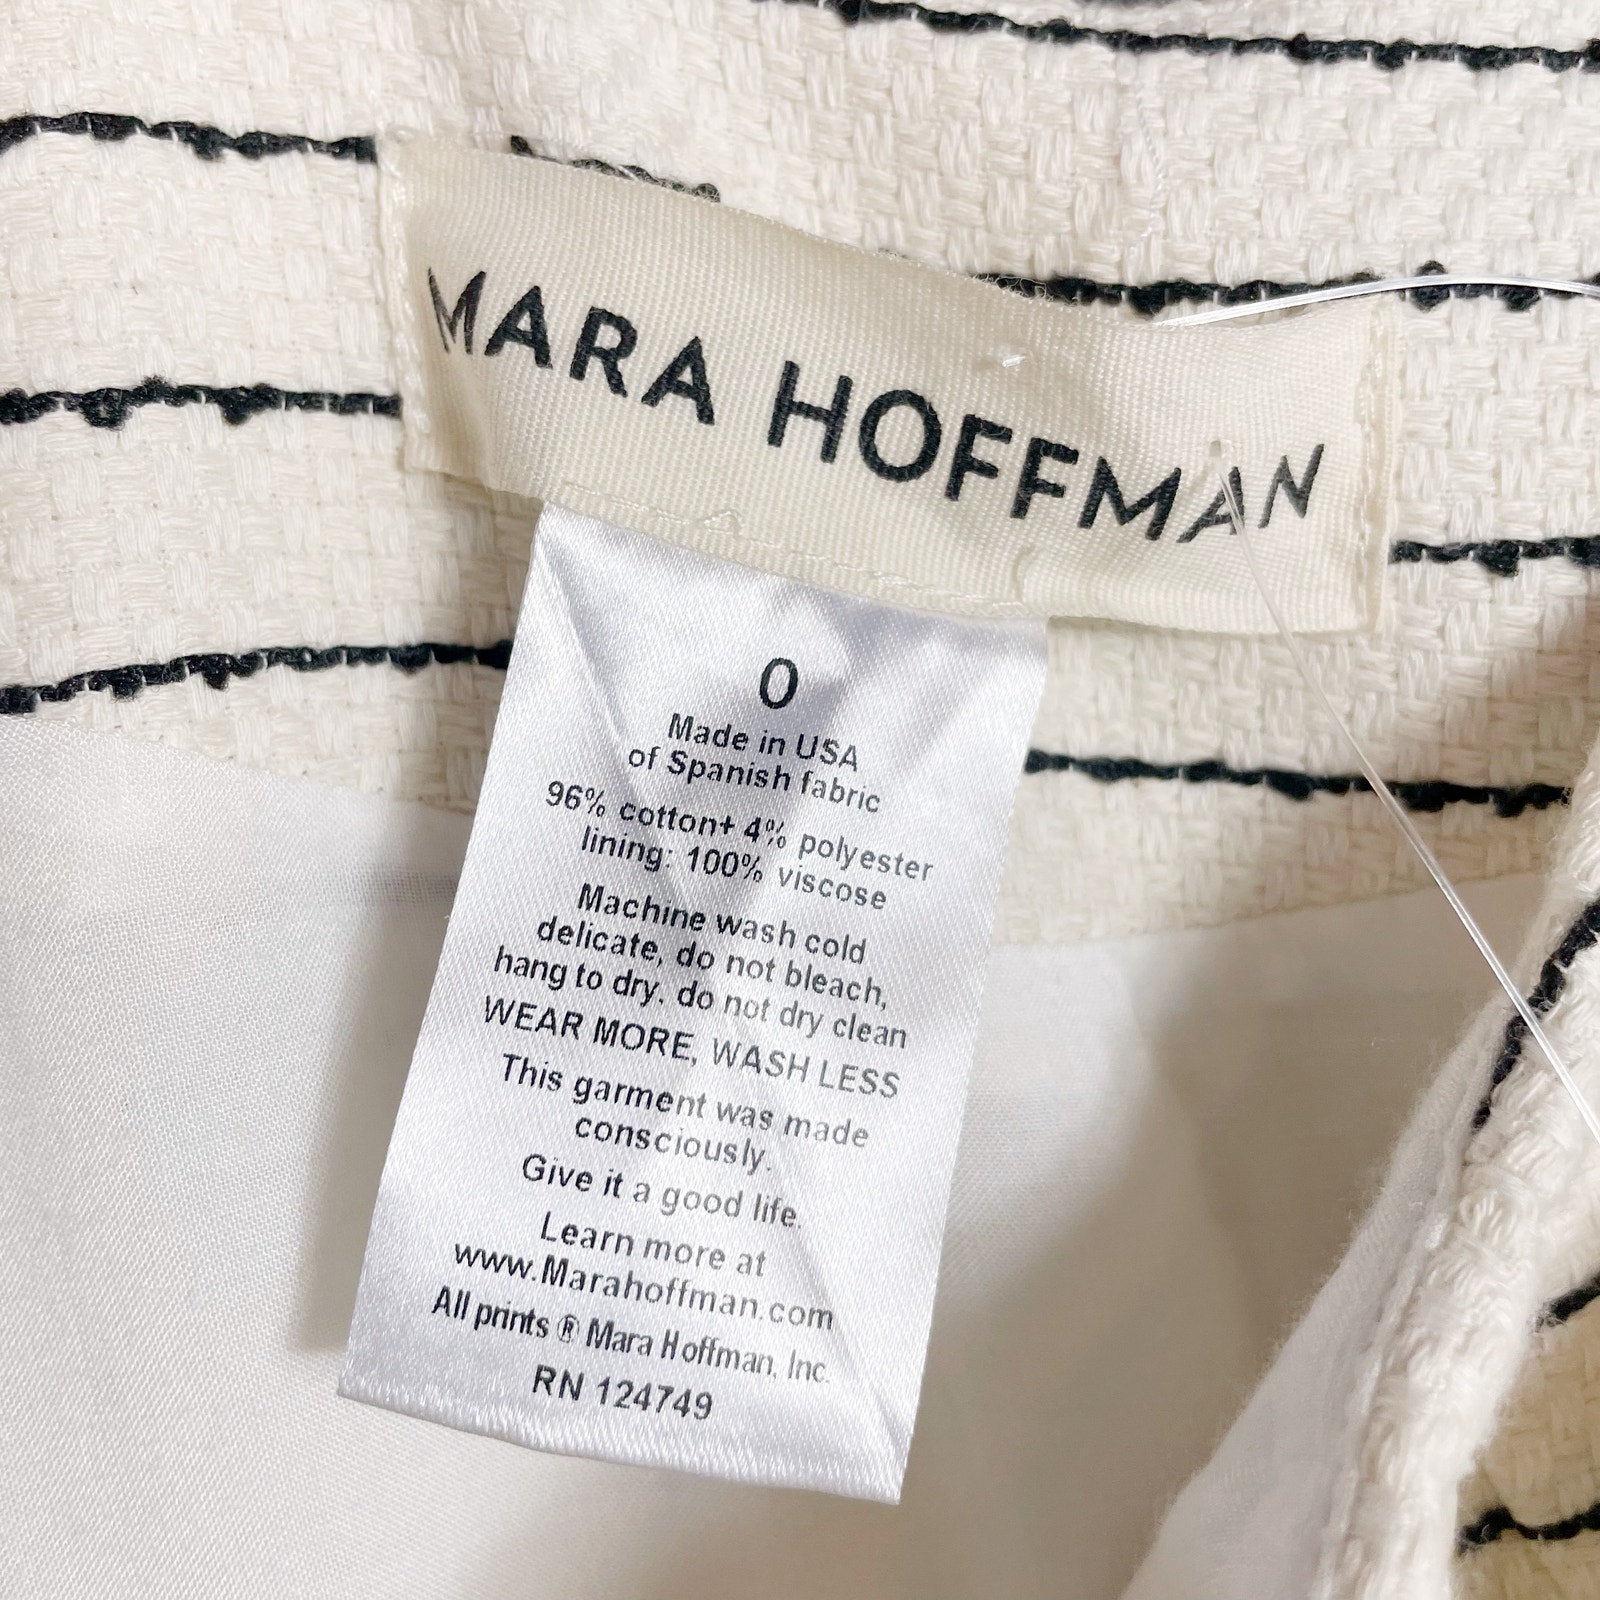 MARA HOFFMAN
0
Made in USA
of Spanish fabric
96% cotton+ 4% polyester
lining: 100% viscose
Machine wash cold
delicate, do not bleach,
hang to dry. do not dry clean
WEAR MORE, WASH LESS
This garment was made
consciously.
Give it a good life.
Learn more at
www.Marahoffman.com
All prints ® Mara Hoffman, Inc.
RN 124749